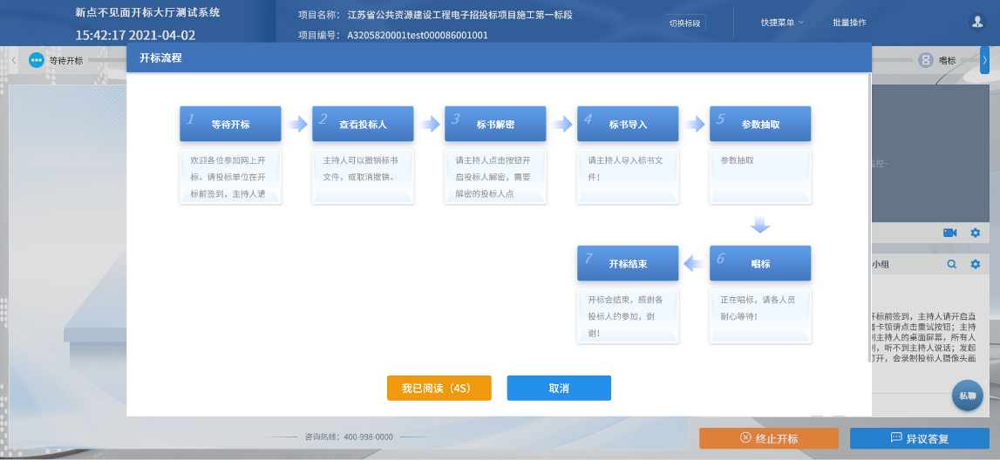 新点不见面开标大厅测试系统
15:42:17 2021-04-02
项目名称： 江苏省公共资源建设工程电子招投标项目施工第一标段
项目编号： A3205820001test000086001001
切换标段
快捷菜单
批量操作
等待开标
唱标
开标流程
1 等待开标
2 查看投标人
3 标书解密
4 标书导入
5 参数抽取
欢迎各位参加网上开
标。请投标单位在开
标前签到，主持人请
主持人可以撤销标书
文件，或取消撤销。
请主持人点击按钮开
启投标人解密，需要
解密的投标人点
请主持人导入标书文
件！
参数抽取
7 开标结束
6 唱标
开标会结束，感谢各
投标人的参加，谢
谢！
正在唱标，请各人员
耐心等待！
我已阅读（4S）
取消
监控~
小组
开标前签到，主持人请开启直
者卡顿请点击重试按钮；主持
到主持人的桌面屏幕，所有人
到，听不到主持人说话；发起
打开，会录制投标人摄像头画
私聊
咨询热线：400-998-0000
终止开标
异议答复